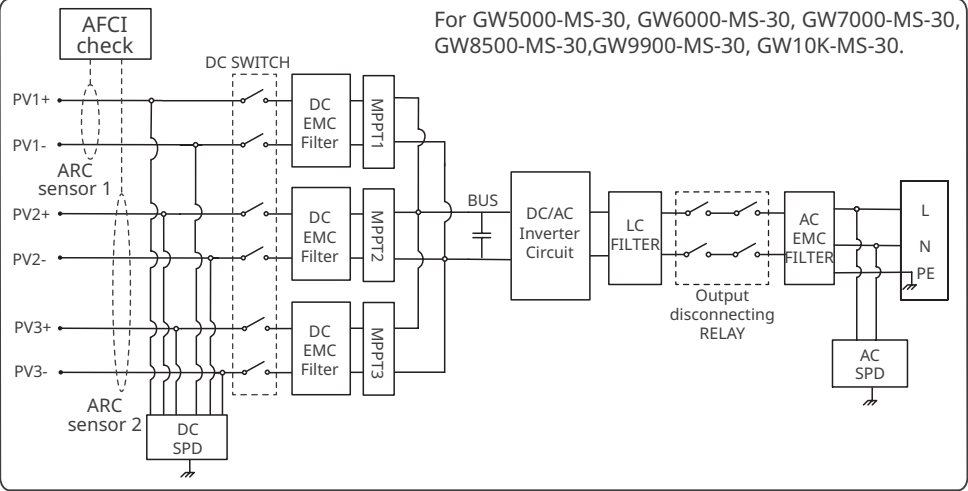 For GW5000-MS-30, GW6000-MS-30, GW7000-MS-30,
GW8500-MS-30,GW9900-MS-30, GW10K-MS-30.
AFCI
check
DC SWITCH
PV1+
PV1-
ARC
sensor 1
PV2+
PV2-
PV3+
PV3-
ARC
sensor 2
DC
SPD
DC
EMC
Filter
MPPT1
DC
EMC
Filter
MPPT2
DC
EMC
Filter
MPPT3
BUS
DC/AC
Inverter
Circuit
LC
FILTER
Output
disconnecting
RELAY
AC
EMC
FILTER
L
N
PE
AC
SPD